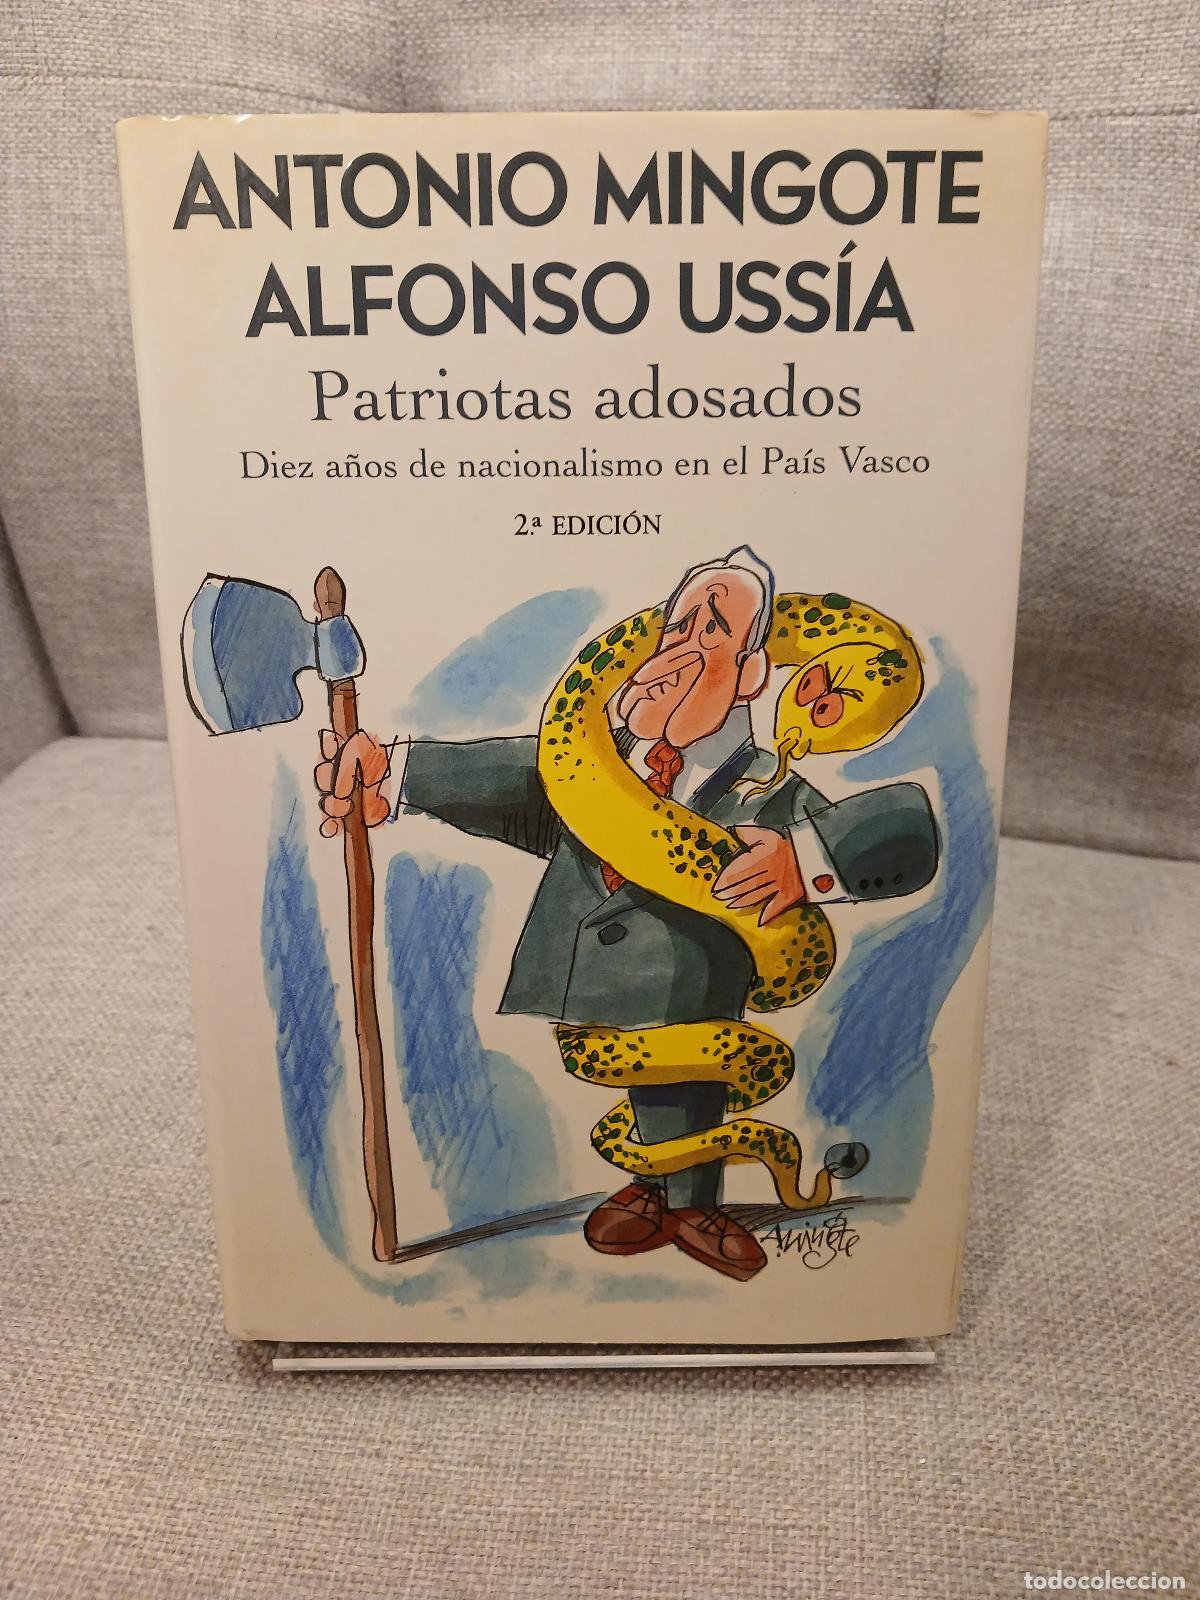 ANTONIO MINGOTE
ALFONSO USSÍA
Patriotas adosados
Diez años de nacionalismo en el País Vasco
2.ª EDICIÓN
Mingote
todocoleccion